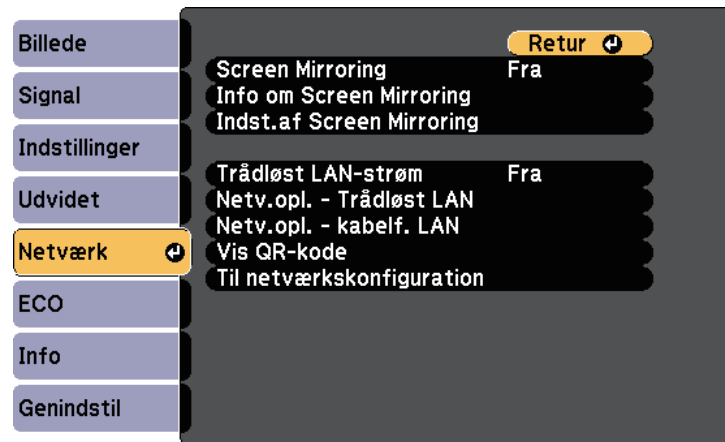 Billede
Signal
Indstillinger
Udvidet
Netværk
ECO
Info
Genindstil
Retur
Screen Mirroring Fra
Info om Screen Mirroring
Indst.af Screen Mirroring
Trådløst LAN-strøm Fra
Netv.opl. - Trådløst LAN
Netv.opl. - kabelf. LAN
Vis QR-kode
Til netværkskonfiguration